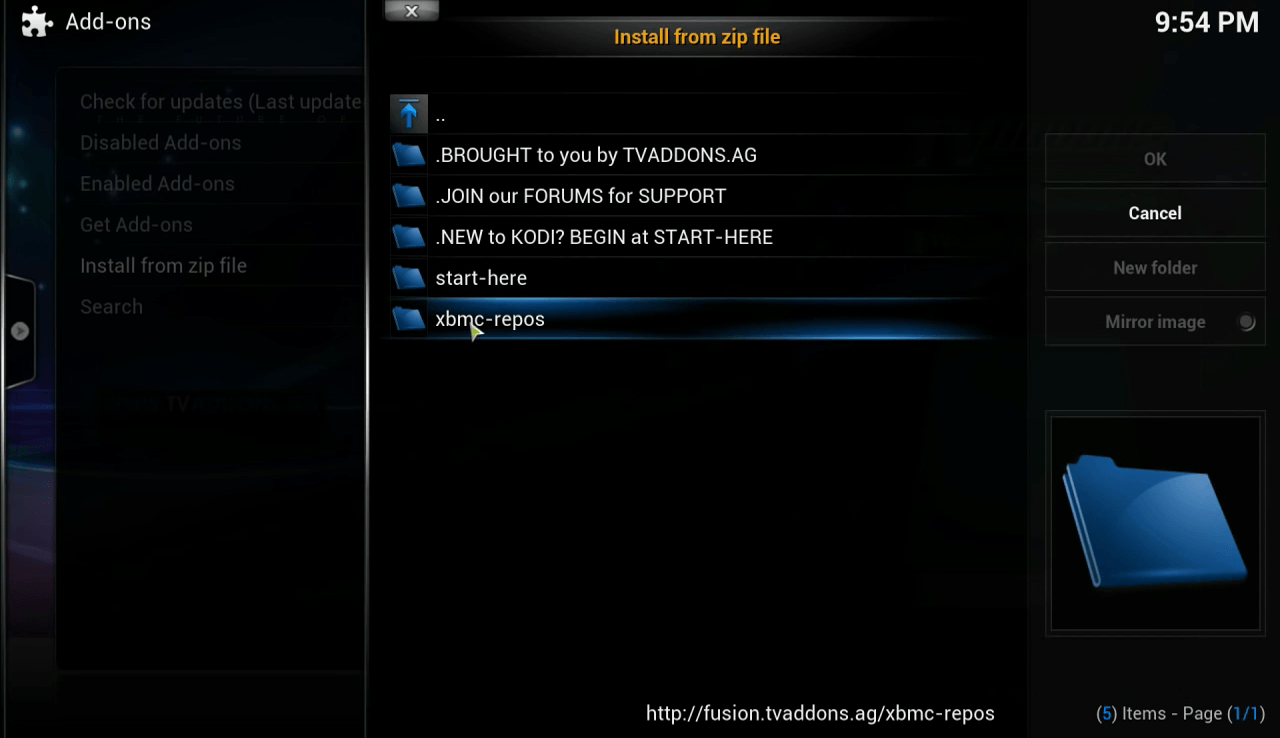 Add-ons
Check for updates (Last update
Disabled Add-ons
Enabled Add-ons
Get Add-ons
Install from zip file
Search
Install from zip file
..
.BROUGHT to you by TVADDONS.AG
.JOIN our FORUMS for SUPPORT
.NEW to KODI? BEGIN at START-HERE
start-here
xbmc-repos
9:54 PM
OK
Cancel
New folder
Mirror image
http://fusion.tvaddons.ag/xbmc-repos
(5) Items - Page (1/1)